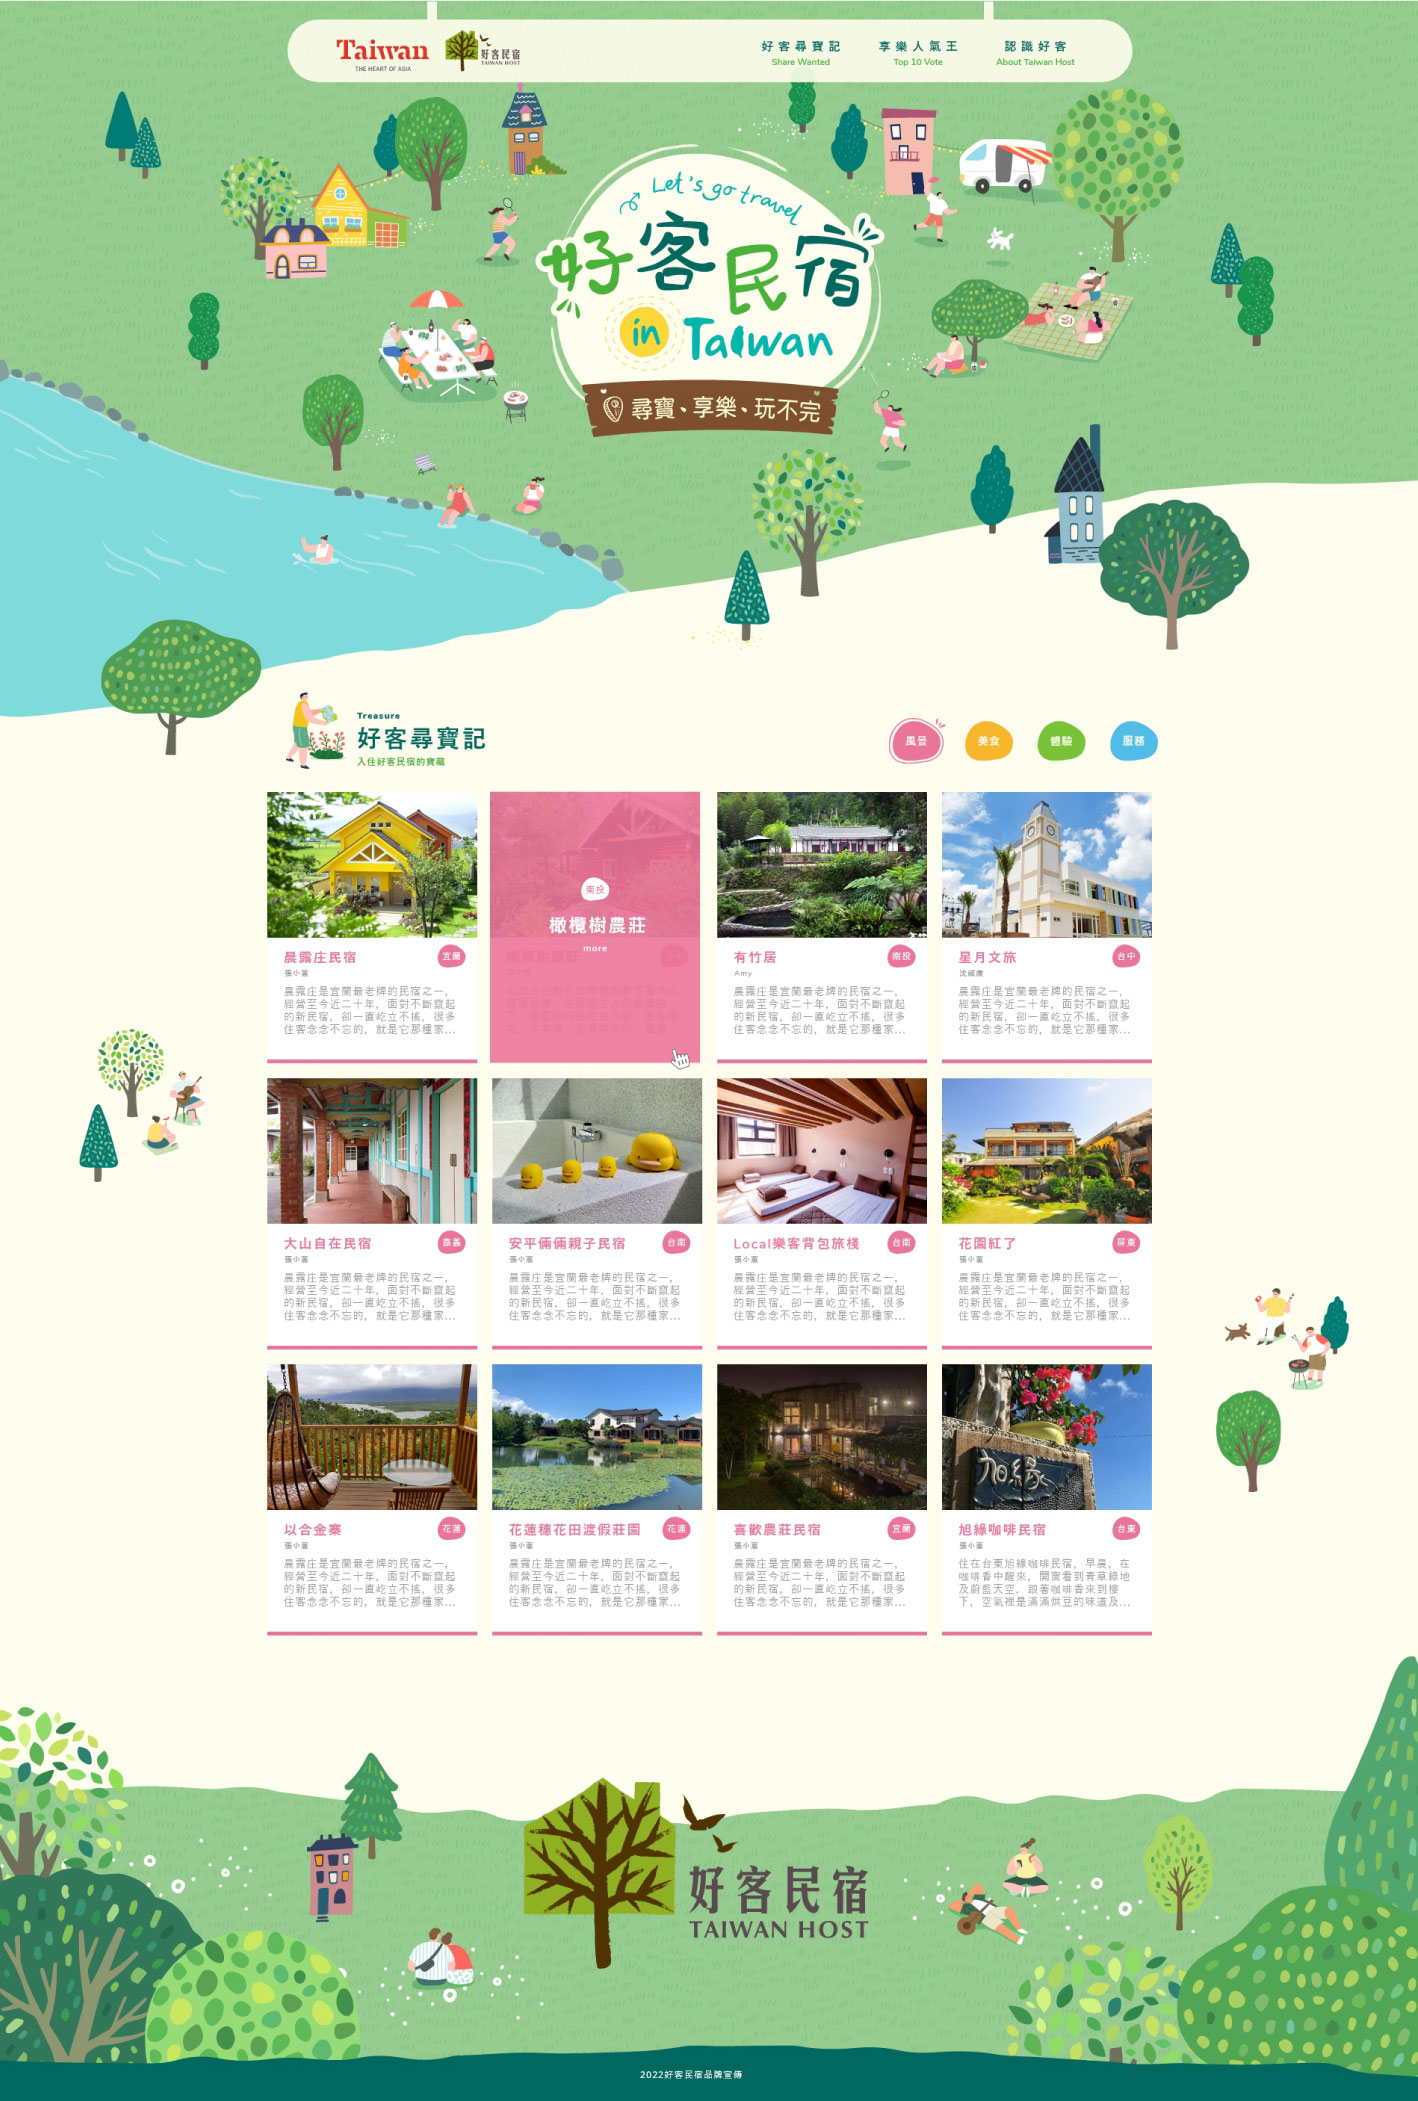 Taiwan
THE HEART OF ASIA
好客民宿
TAIWAN HOST
好客尋寶記
Share Wanted
享樂人氣王
Top 10 Vote
認識好客
About Taiwan Host
Let's go travel
好客民宿
in Taiwan
尋寶、享樂、玩不完
Treasure
好客尋寶記
入住好客民宿的寶藏
風景
美食
體驗
服務
晨露庄民宿
宜蘭
張小蕙
晨露庄是宜蘭最老牌的民宿之一,
經營至今近二十年, 面對不斷竄起
的新民宿, 卻一直屹立不搖, 很多
住客念念不忘的, 就是它那種家...
南投
橄欖樹農莊
more
有竹居
南投
Amy
晨露庄是宜蘭最老牌的民宿之一,
經營至今近二十年, 面對不斷竄起
的新民宿, 卻一直屹立不搖, 很多
住客念念不忘的, 就是它那種家...
星月文旅
台中
沈威廉
晨露庄是宜蘭最老牌的民宿之一,
經營至今近二十年, 面對不斷竄起
的新民宿, 卻一直屹立不搖, 很多
住客念念不忘的, 就是它那種家...
大山自在民宿
嘉義
張小蕙
晨露庄是宜蘭最老牌的民宿之一,
經營至今近二十年, 面對不斷竄起
的新民宿, 卻一直屹立不搖, 很多
住客念念不忘的, 就是它那種家...
安平倆倆親子民宿
台南
張小蕙
晨露庄是宜蘭最老牌的民宿之一,
經營至今近二十年, 面對不斷竄起
的新民宿, 卻一直屹立不搖, 很多
住客念念不忘的, 就是它那種家...
Local樂客背包旅棧
台南
張小蕙
晨露庄是宜蘭最老牌的民宿之一,
經營至今近二十年, 面對不斷竄起
的新民宿, 卻一直屹立不搖, 很多
住客念念不忘的, 就是它那種家...
花園紅了
屏東
張小蕙
晨露庄是宜蘭最老牌的民宿之一,
經營至今近二十年, 面對不斷竄起
的新民宿, 卻一直屹立不搖, 很多
住客念念不忘的, 就是它那種家...
以合金寨
花蓮
張小蕙
晨露庄是宜蘭最老牌的民宿之一,
經營至今近二十年, 面對不斷竄起
的新民宿, 卻一直屹立不搖, 很多
住客念念不忘的, 就是它那種家...
花蓮穗花田渡假莊園
花蓮
張小蕙
晨露庄是宜蘭最老牌的民宿之一,
經營至今近二十年, 面對不斷竄起
的新民宿, 卻一直屹立不搖, 很多
住客念念不忘的, 就是它那種家...
喜歡農莊民宿
宜蘭
張小蕙
晨露庄是宜蘭最老牌的民宿之一,
經營至今近二十年, 面對不斷竄起
的新民宿, 卻一直屹立不搖, 很多
住客念念不忘的, 就是它那種家...
旭緣
旭緣咖啡民宿
台東
張小蕙
住在台東旭緣咖啡民宿, 早晨, 在
咖啡香中醒來, 開窗看到青草綠地
及蔚藍天空, 跟著咖啡香來到樓
下, 空氣裡是滿滿烘豆的味道及...
好客民宿
TAIWAN HOST
2022好客民宿品牌宣傳